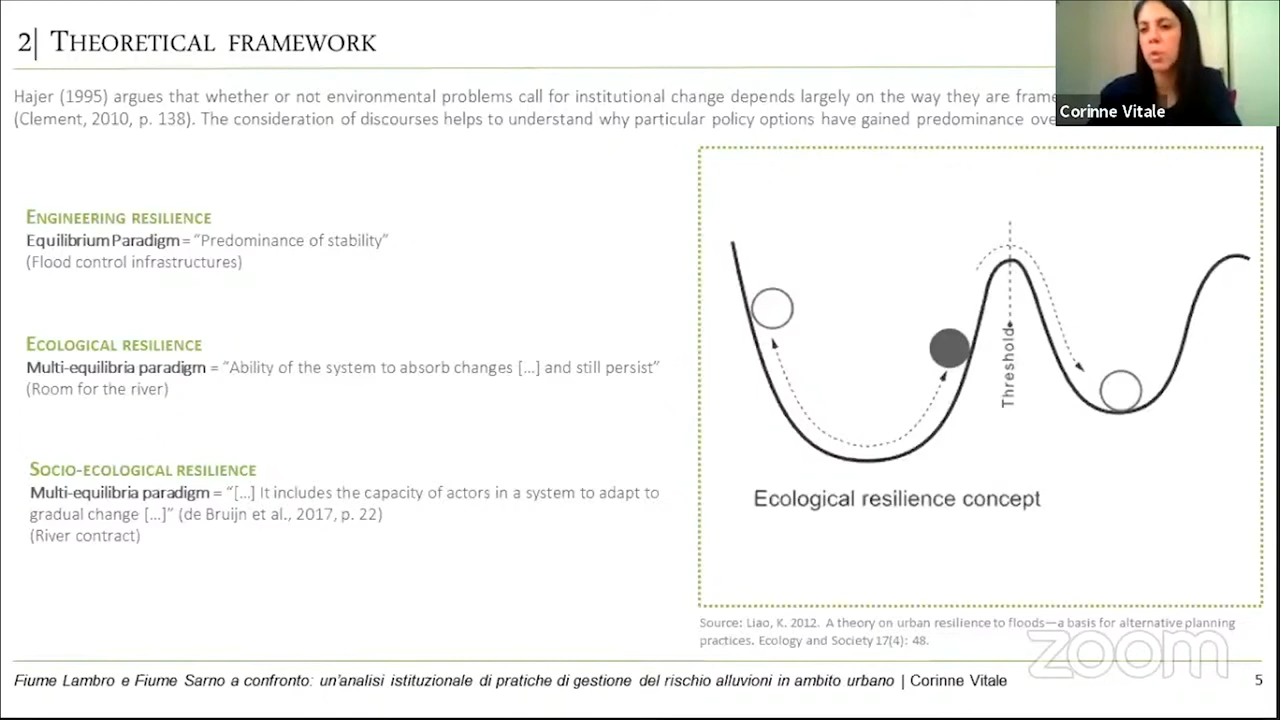 2| THEORETICAL FRAMEWORK
Hajer (1995) argues that whether or not environmental problems call for institutional change depends largely on the way they are frame
(Clement, 2010, p. 138). The consideration of discourses helps to understand why particular policy options have gained predominance ove
Corinne Vitale
ENGINEERING RESILIENCE
Equilibrium Paradigm = “Predominance of stability”
(Flood control infrastructures)
ECOLOGICAL RESILIENCE
Multi-equilibria paradigm = “Ability of the system to absorb changes [...] and still persist”
(Room for the river)
SOCIO-ECOLOGICAL RESILIENCE
Multi-equilibria paradigm = “[...] It includes the capacity of actors in a system to adapt to
gradual change [...]” (de Bruijn et al., 2017, p. 22)
(River contract)
Threshold
Ecological resilience concept
Source: Liao, K. 2012. A theory on urban resilience to floods—a basis for alternative planning
practices. Ecology and Society 17(4): 48.
zoom
Fiume Lambro e Fiume Sarno a confronto: un'analisi istituzionale di pratiche di gestione del rischio alluvioni in ambito urbano | Corinne Vitale
5